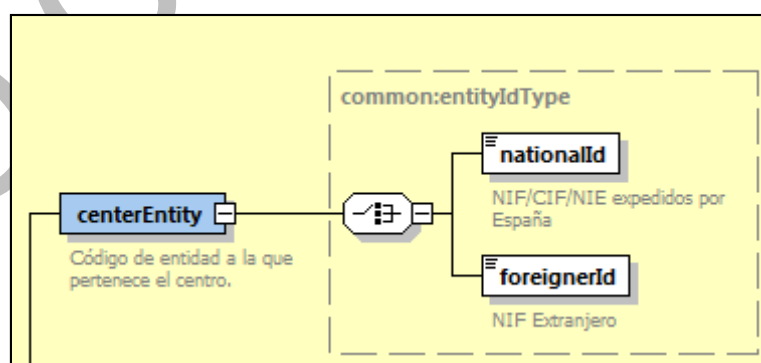 common:entityIdType
nationalId
NIF/CIF/NIE expedidos por
España
centerEntity
Código de entidad a la que
pertenece el centro.
foreignerId
NIF Extranjero